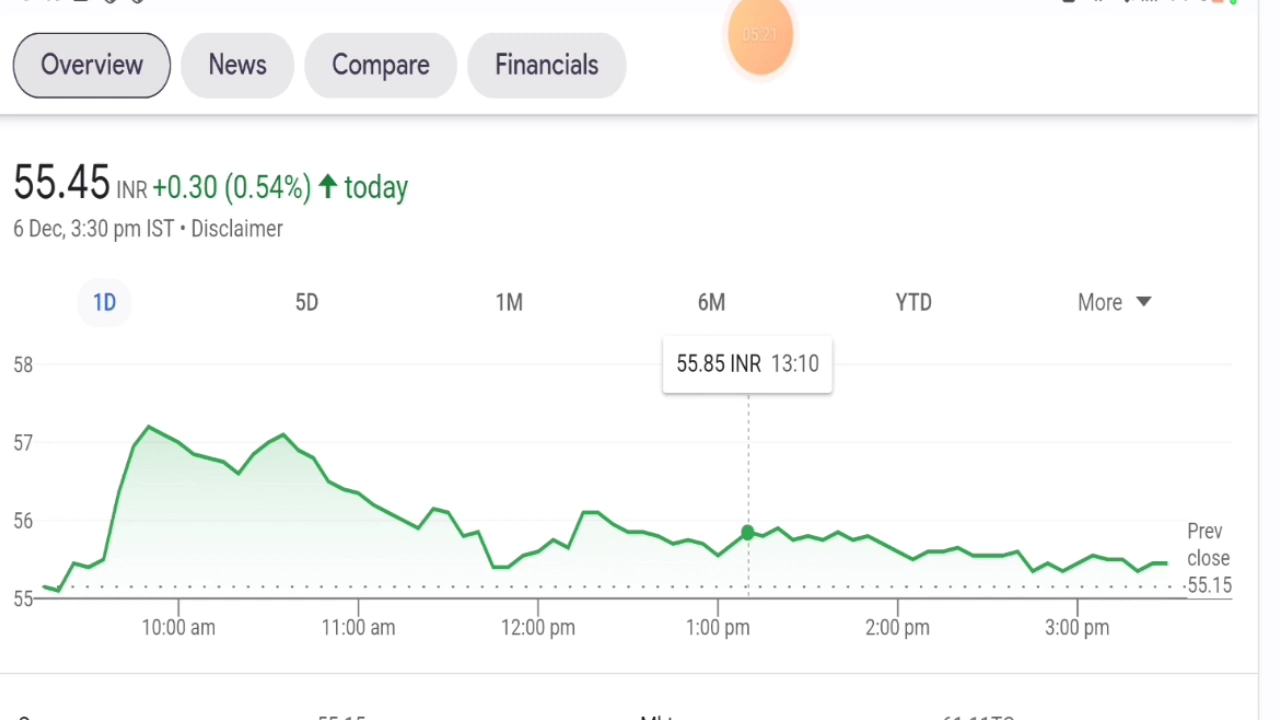 05:21
Overview News Compare Financials
55.45 INR +0.30 (0.54%) ↑ today
6 Dec, 3:30 pm IST • Disclaimer
1D 5D 1M 6M YTD More
55.85 INR 13:10
58
57
56
55
Prev
close
55.15
10:00 am 11:00 am 12:00 pm 1:00 pm 2:00 pm 3:00 pm